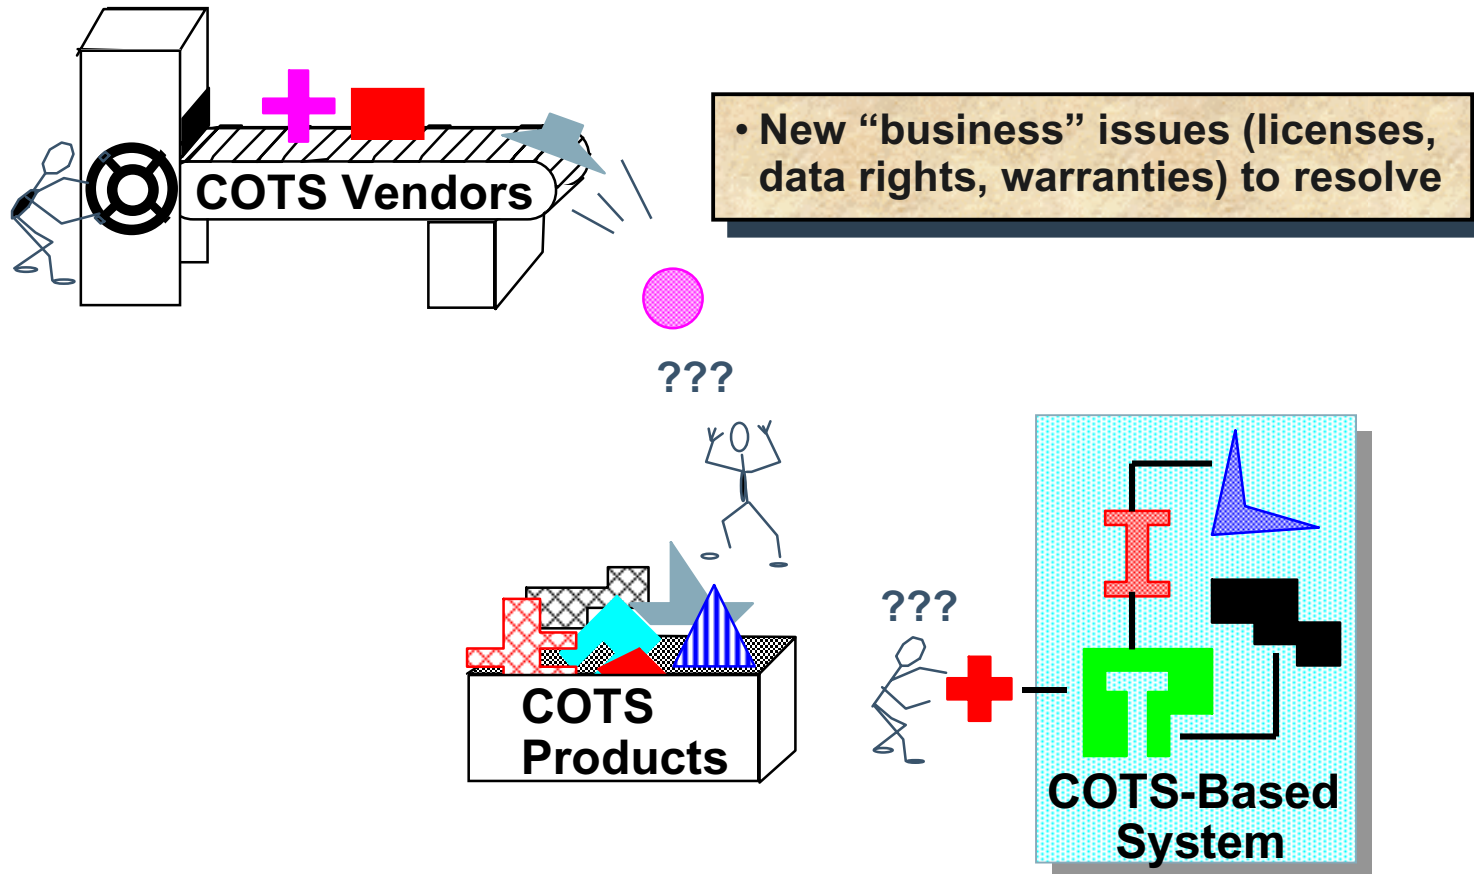 COTS Vendors
• New “business” issues (licenses,
data rights, warranties) to resolve
???
???
COTS
Products
COTS-Based
System